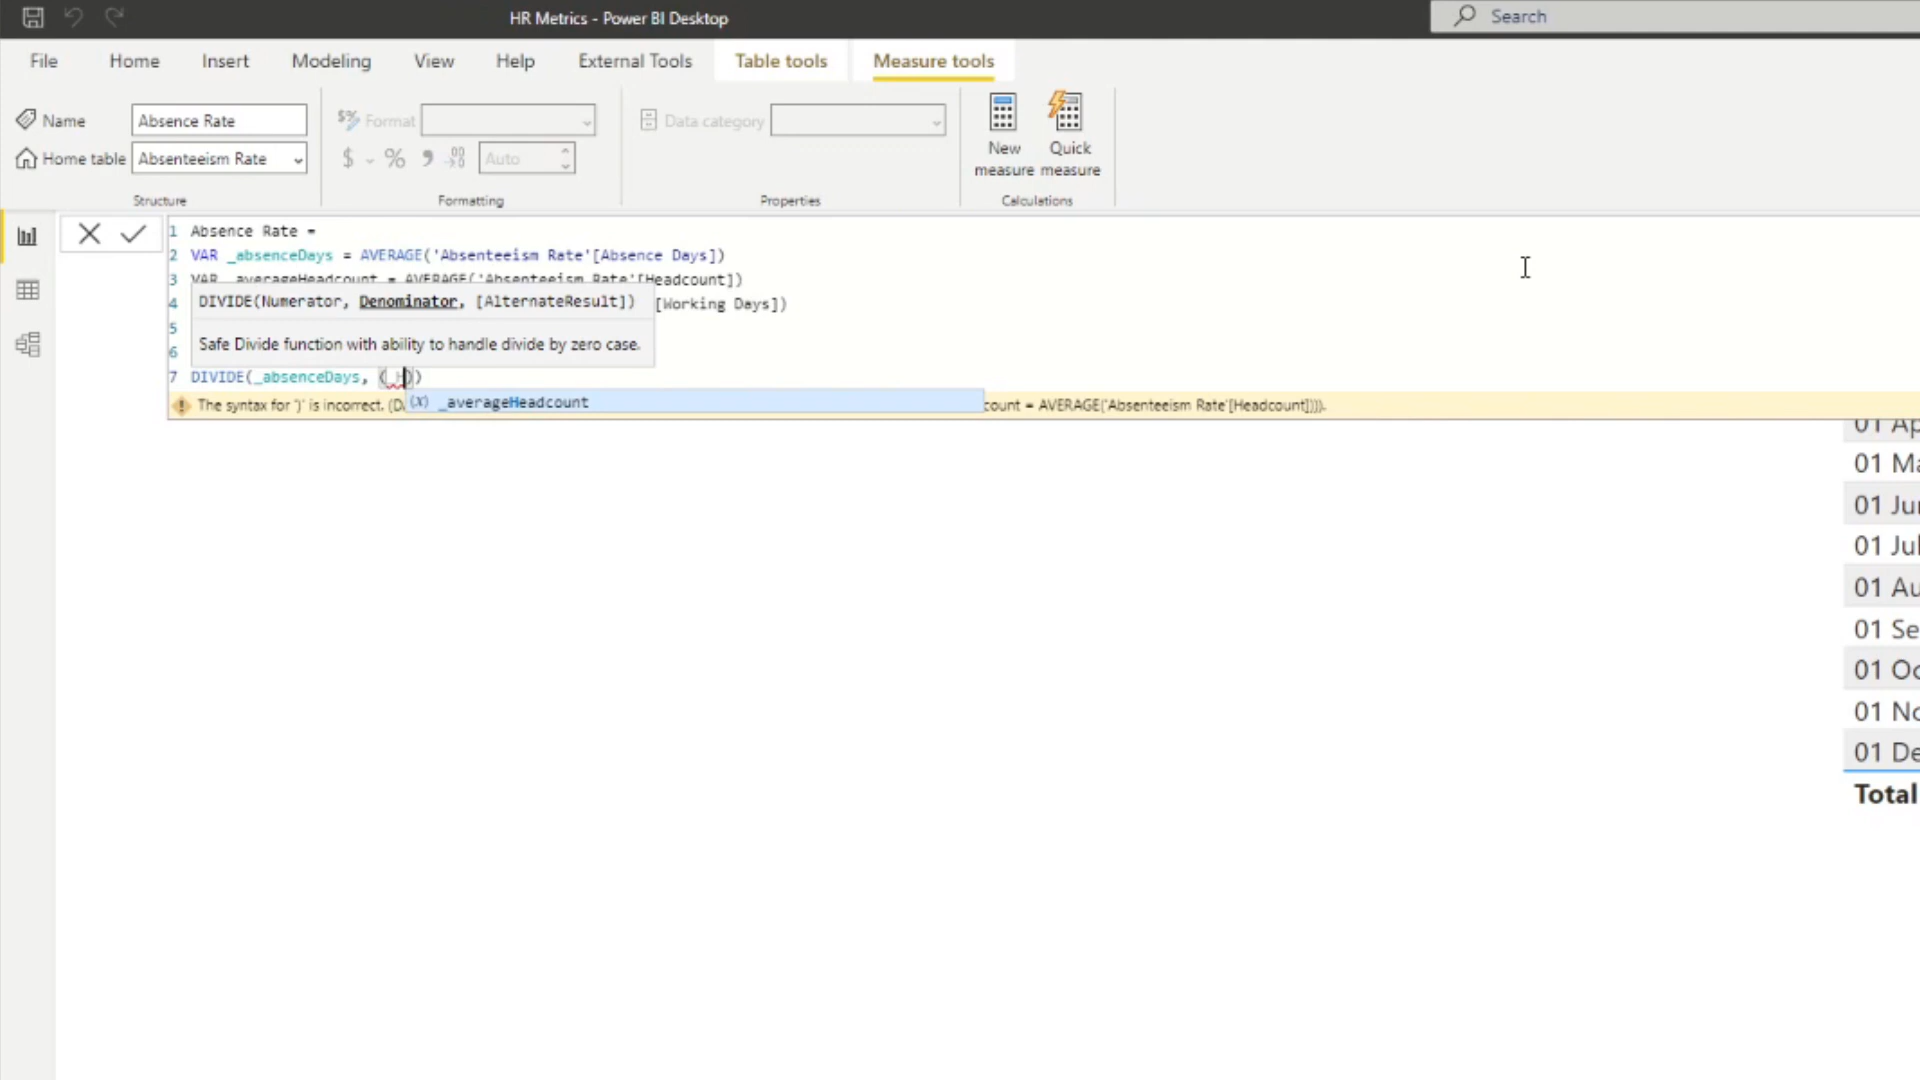 HR Metrics - Power BI Desktop
Search
File Home Insert Modeling View Help External Tools Table tools Measure tools
Name Absence Rate
Home table Absenteeism Rate
Structure
Format
$ % Auto
Formatting
Data category
Properties
New measure
Quick measure
Calculations
1 Absence Rate =
2 VAR _absenceDays = AVERAGE('Absenteeism Rate'[Absence Days])
3 VAR _averageHeadcount = AVERAGE('Absenteeism Rate'[Headcount])
4 [Working Days])
DIVIDE(Numerator, Denominator, [AlternateResult])
5
Safe Divide function with ability to handle divide by zero case.
6
7 DIVIDE(_absenceDays, (_H))
(x) _averageHeadcount
The syntax for ')' is incorrect. (D count = AVERAGE('Absenteeism Rate'[Headcount]))).
01 Ap
01 Ma
01 Jun
01 Jul
01 Au
01 Se
01 Oc
01 No
01 De
Total